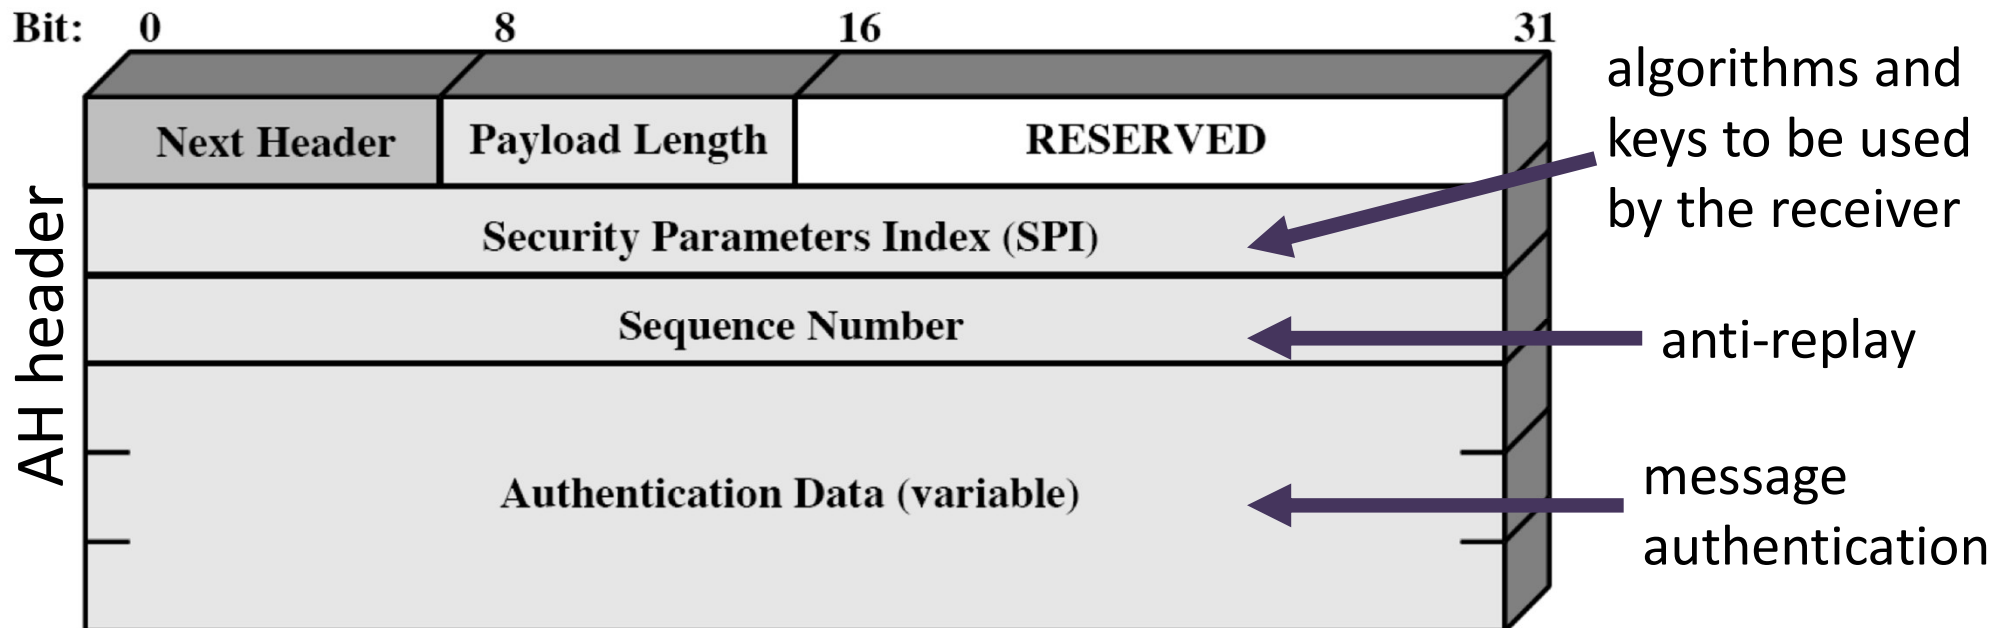 Bit: 0 8 16 31
Next Header Payload Length RESERVED
Security Parameters Index (SPI)
Sequence Number
Authentication Data (variable)
AH header
algorithms and
keys to be used
by the receiver
anti-replay
message
authentication